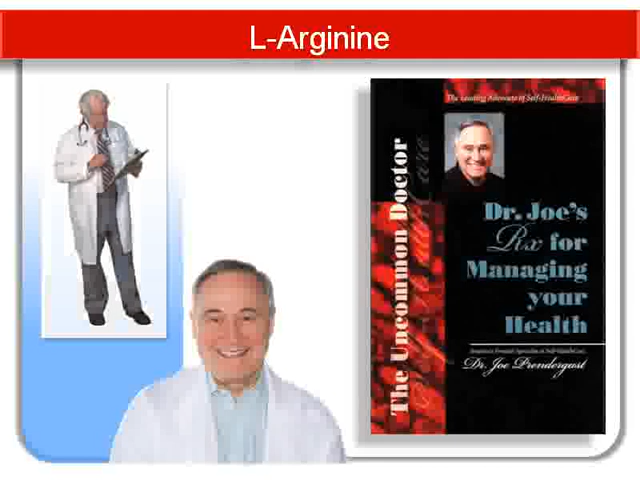 L-Arginine
The Leading Advocate of Self-HealthCare
The Uncommon Doctor
Dr. Joe's
Rx for
Managing
your
Health
Dr. Joe Prendergast